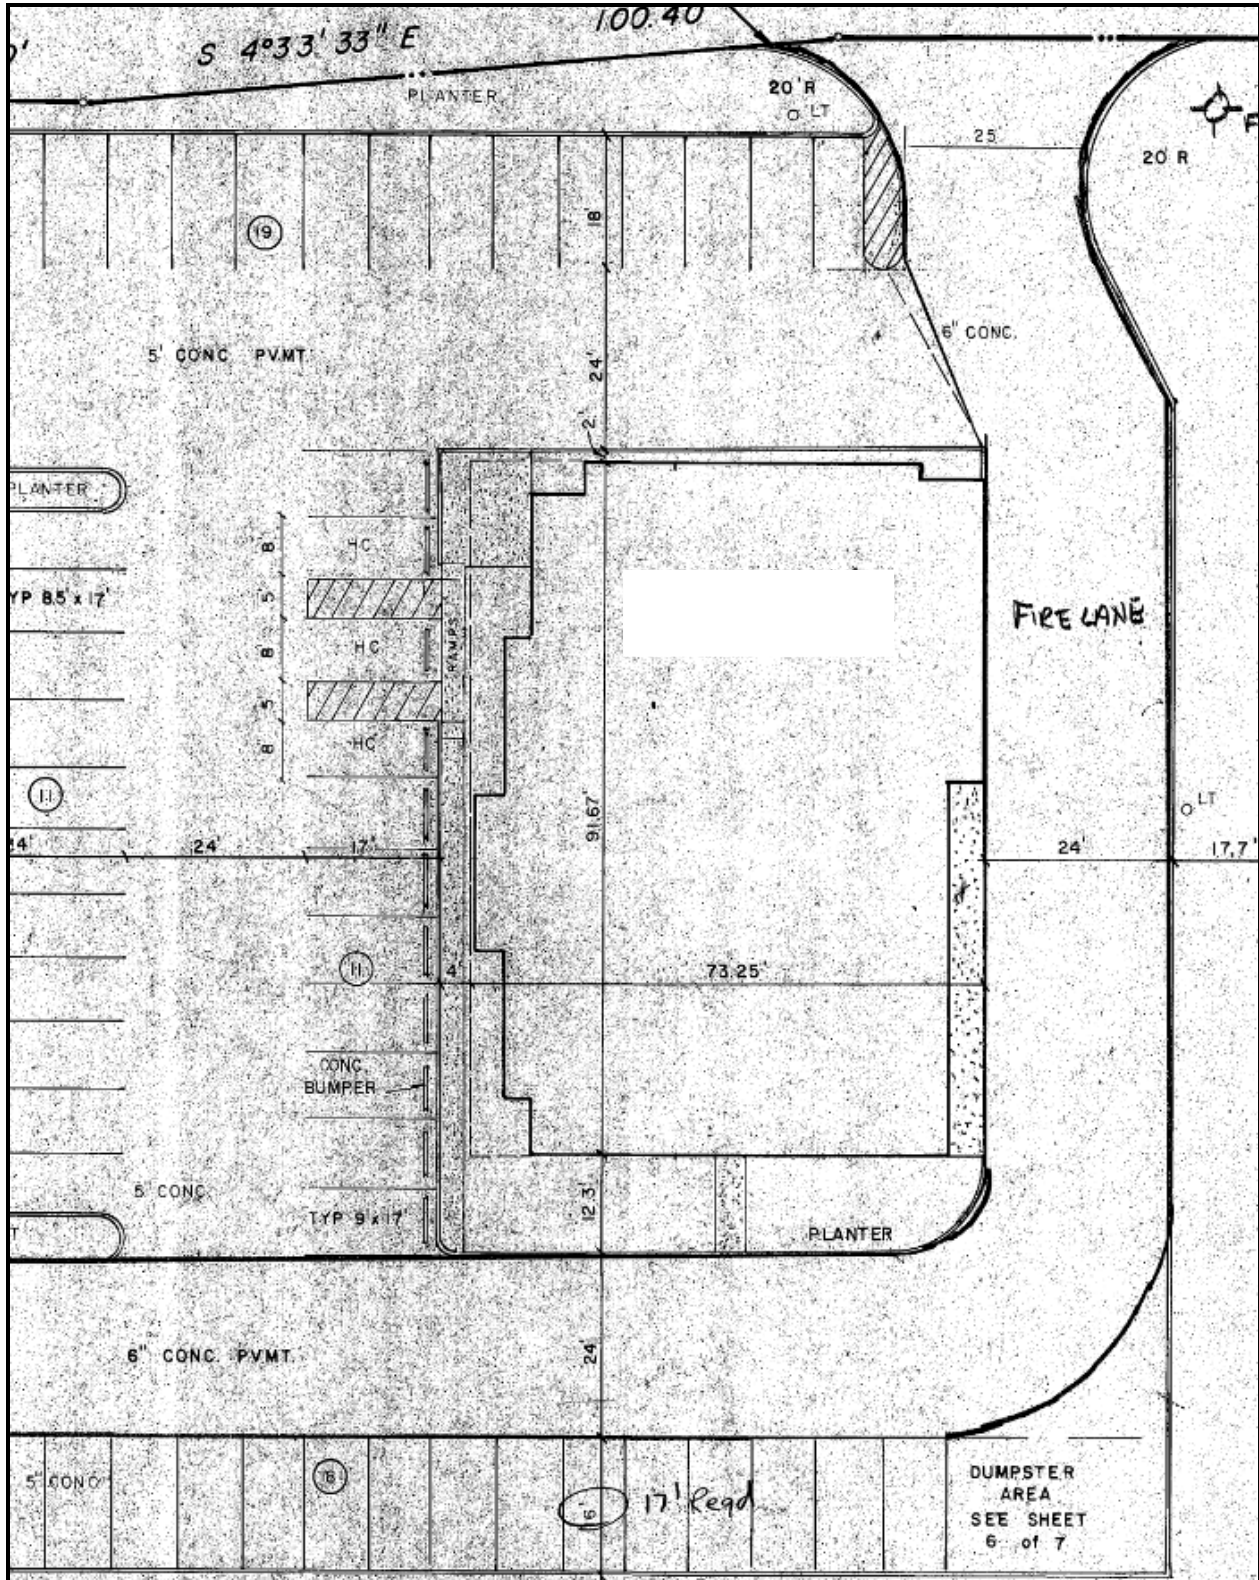 S 4°33'33" E
100.40
PLANTER
20'R
LT
25
20'R
19
18'
6" CONC.
5' CONC PVMT.
24'
2'
PLANTER
HC
8'
5'
TYP 8.5' x 17'
HC
8
RAMPS
5'
HC
8
FIRE LANE
11
91.67'
LT
24'
17'
24'
17.7'
11
4'
73.25'
CONC.
BUMPER
5' CONC.
TYP 9 x 17'
12.3'
PLANTER
6" CONC. PVMT.
24'
5" CONC
16'
17' Reqd
DUMPSTER
AREA
SEE SHEET
6 of 7